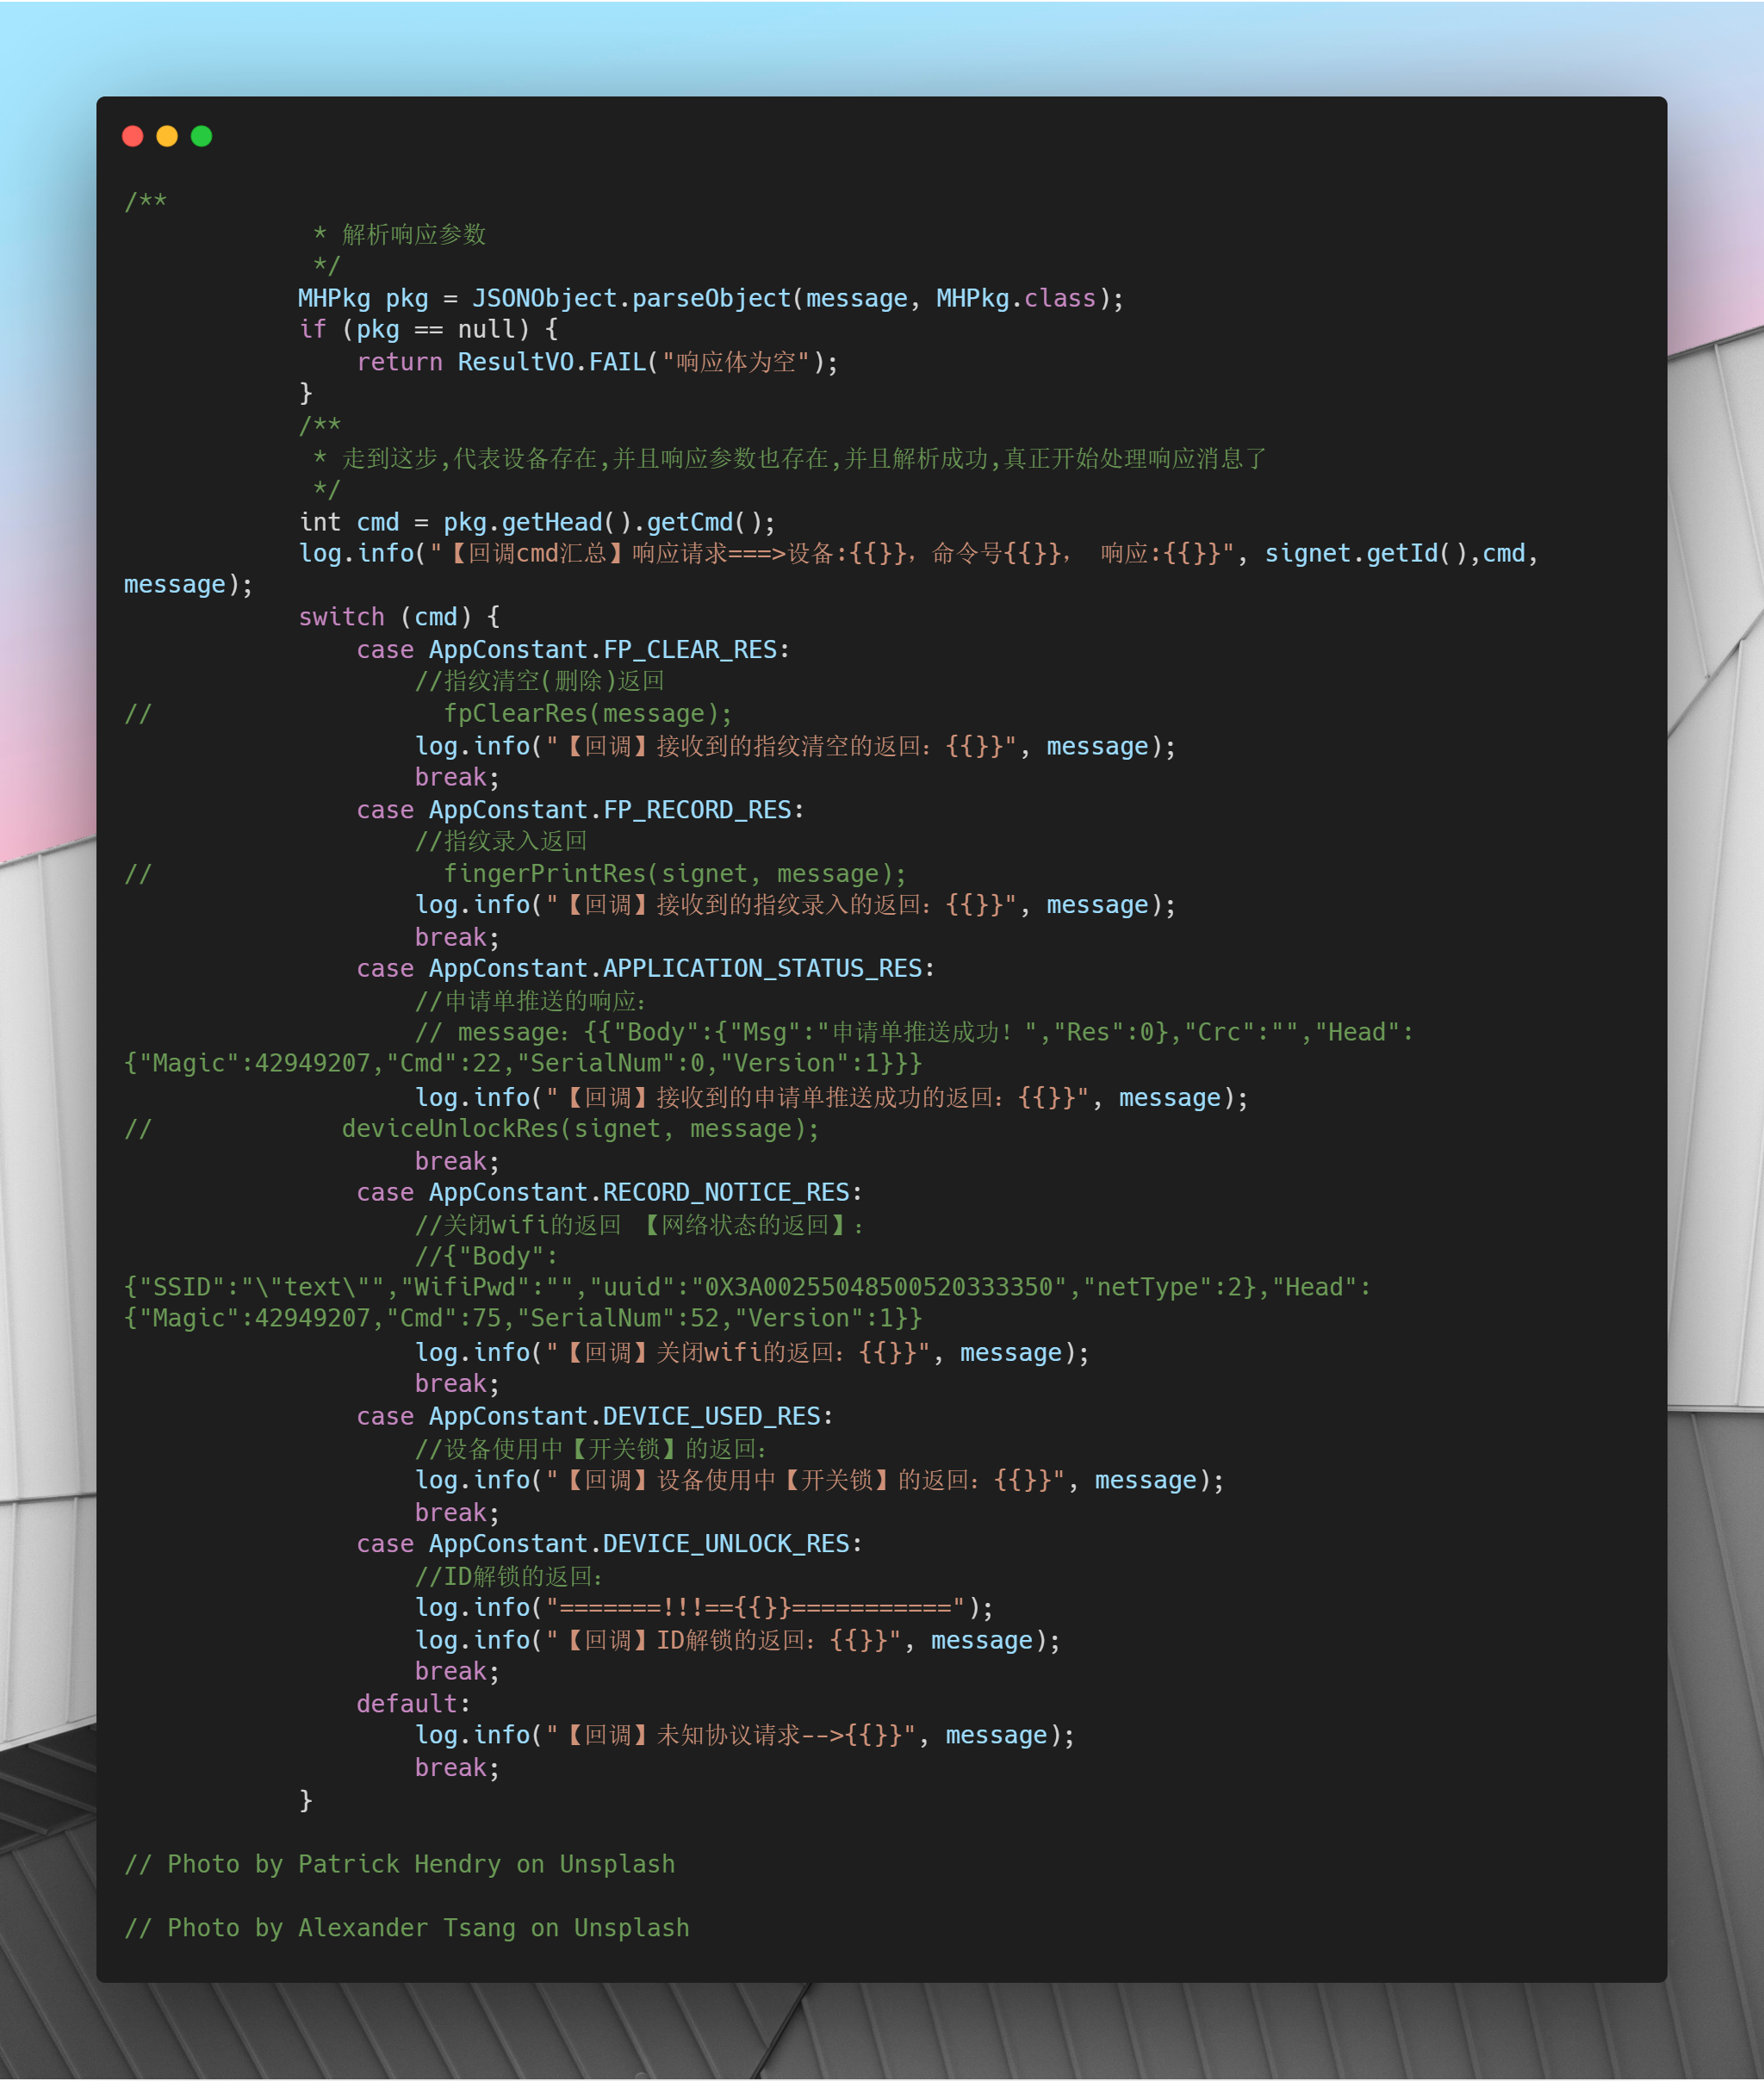 /**
             * 解析响应参数
             */
            MHPkg pkg = JSONObject.parseObject(message, MHPkg.class);
            if (pkg == null) {
                return ResultVO.FAIL("响应体为空");
            }
            /**
             * 走到这步,代表设备存在,并且响应参数也存在,并且解析成功,真正开始处理响应消息了
             */
            int cmd = pkg.getHead().getCmd();
            log.info("【回调cmd汇总】响应请求===>设备:{{}}, 命令号{{}},  响应:{{}}", signet.getId(),cmd,
message);
            switch (cmd) {
                case AppConstant.FP_CLEAR_RES:
                    //指纹清空(删除)返回
//                    fpClearRes(message);
                    log.info("【回调】接收到的指纹清空的返回：{{}}", message);
                    break;
                case AppConstant.FP_RECORD_RES:
                    //指纹录入返回
//                    fingerPrintRes(signet, message);
                    log.info("【回调】接收到的指纹录入的返回：{{}}", message);
                    break;
                case AppConstant.APPLICATION_STATUS_RES:
                    //申请单推送的响应：
                    // message：{{"Body":{"Msg":"申请单推送成功！","Res":0},"Crc":"","Head":
{"Magic":42949207,"Cmd":22,"SerialNum":0,"Version":1}}}
                    log.info("【回调】接收到的申请单推送成功的返回：{{}}", message);
//             deviceUnlockRes(signet, message);
                    break;
                case AppConstant.RECORD_NOTICE_RES:
                    //关闭wifi的返回 【网络状态的返回】：
                    //{"Body":
{"SSID":"\"text\"","WifiPwd":"","uuid":"0X3A00255048500520333350","netType":2},"Head":
{"Magic":42949207,"Cmd":75,"SerialNum":52,"Version":1}}
                    log.info("【回调】关闭wifi的返回：{{}}", message);
                    break;
                case AppConstant.DEVICE_USED_RES:
                    //设备使用中【开关锁】的返回：
                    log.info("【回调】设备使用中【开关锁】的返回：{{}}", message);
                    break;
                case AppConstant.DEVICE_UNLOCK_RES:
                    //ID解锁的返回：
                    log.info("=======!!!=={{}}===========");
                    log.info("【回调】ID解锁的返回：{{}}", message);
                    break;
                default:
                    log.info("【回调】未知协议请求-->{{}}", message);
                    break;
            }
// Photo by Patrick Hendry on Unsplash
// Photo by Alexander Tsang on Unsplash